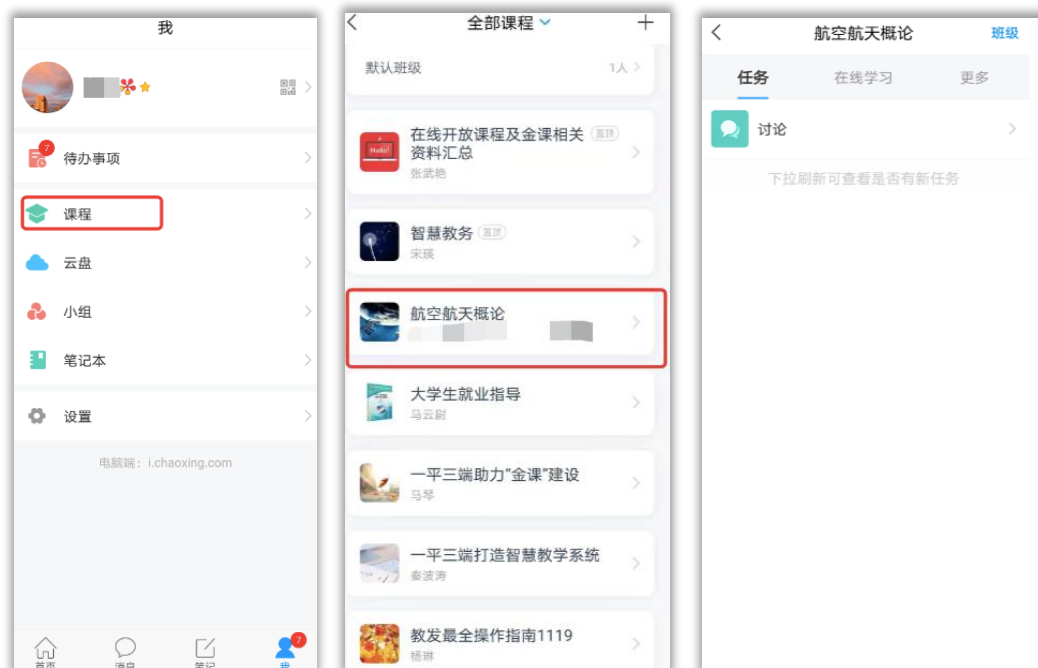 我
7
待办事项
课程
云盘
小组
笔记本
设置
电脑端：i.chaoxing.com
首页
消息
笔记
7
我
全部课程
默认班级
1人
在线开放课程及金课相关
置顶
资料汇总
张武艳
Hello!
智慧教务
置顶
宋瑛
航空航天概论
大学生就业指导
马云尉
一平三端助力"金课"建设
马琴
一平三端打造智慧教学系统
秦波涛
教发最全操作指南1119
杨琳
航空航天概论
班级
任务
在线学习
更多
讨论
下拉刷新可查看是否有新任务